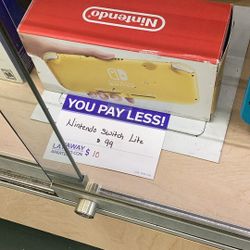 Nintendo
YOU PAY LESS!
Nintendo Switch Lite
$ 99
LAYAWAY $ 10